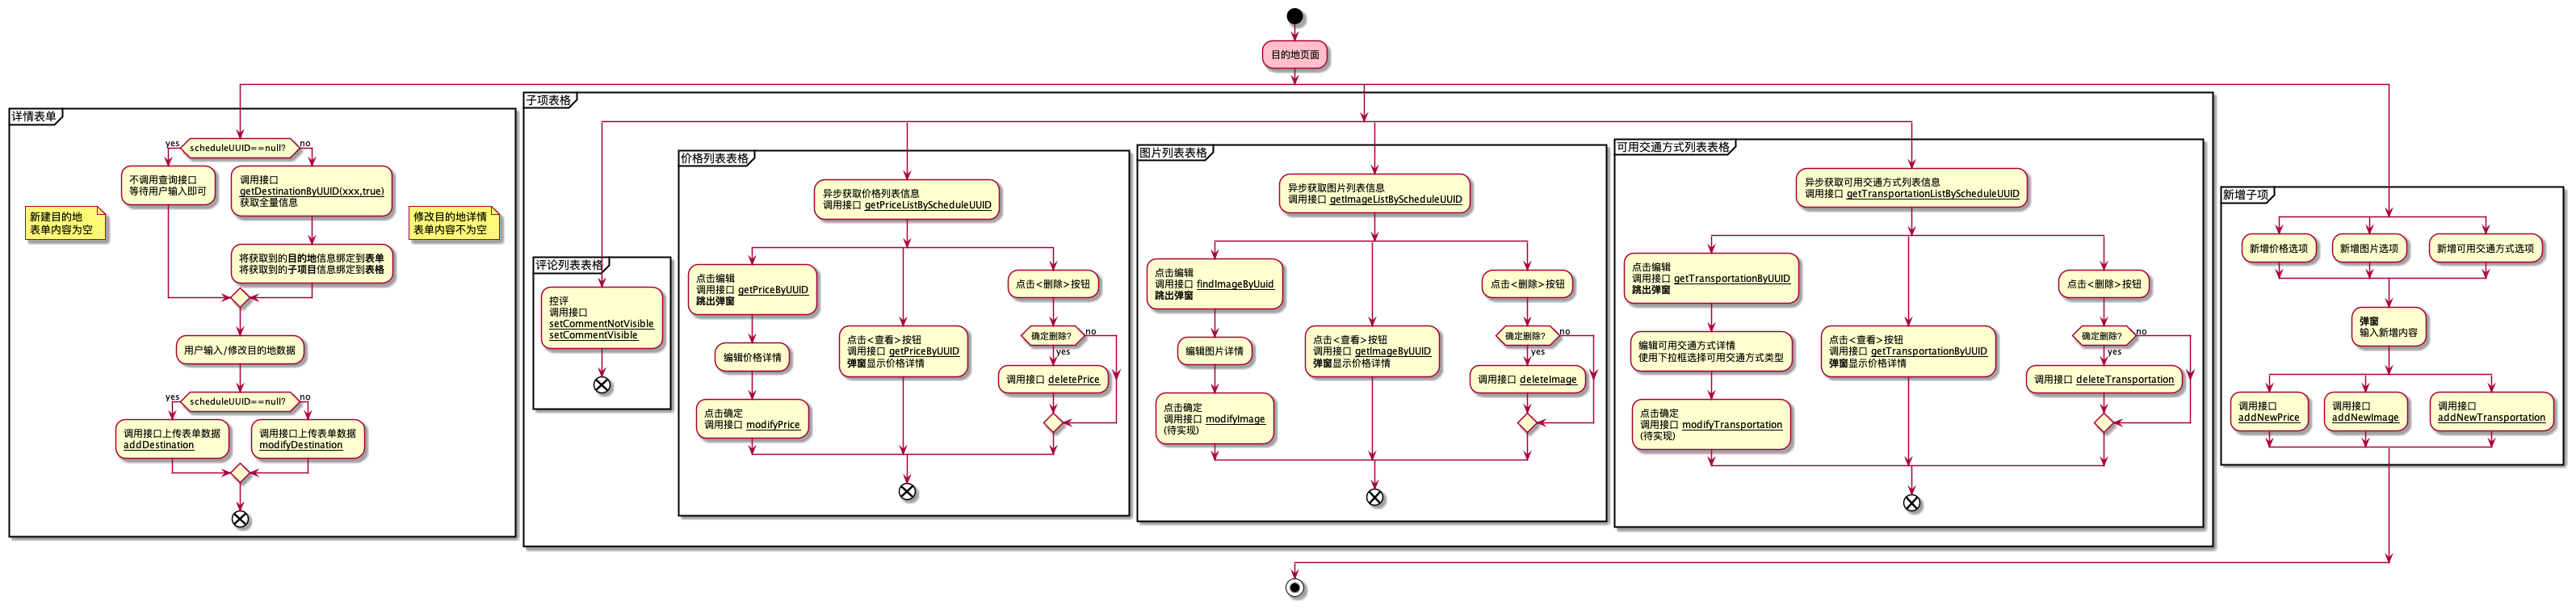 目的地页面
详情表单
scheduleUUID==null?
yes
no
不调用查询接口
等待用户输入即可
调用接口
getDestinationByUUID(xxx,true)
获取全量信息
新建目的地
表单内容为空
修改目的地详情
表单内容不为空
将获取到的目的地信息绑定到表单
将获取到的子项目信息绑定到表格
用户输入/修改目的地数据
scheduleUUID==null?
yes
no
调用接口上传表单数据
addDestination
调用接口上传表单数据
modifyDestination
子项表格
评论列表表格
控评
调用接口
setCommentNotVisible
setCommentVisible
价格列表表格
异步获取价格列表信息
调用接口 getPriceListByScheduleUUID
点击编辑
调用接口 getPriceByUUID
跳出弹窗
编辑价格详情
点击确定
调用接口 modifyPrice
点击<查看>按钮
调用接口 getPriceByUUID
弹窗显示价格详情
点击<删除>按钮
确定删除?
no
yes
调用接口 deletePrice
图片列表表格
异步获取图片列表信息
调用接口 getImageListByScheduleUUID
点击编辑
调用接口 findImageByUuid
跳出弹窗
编辑图片详情
点击确定
调用接口 modifyImage
(待实现)
点击<查看>按钮
调用接口 getImageByUUID
弹窗显示价格详情
点击<删除>按钮
确定删除?
no
yes
调用接口 deleteImage
可用交通方式列表表格
异步获取可用交通方式列表信息
调用接口 getTransportationListByScheduleUUID
点击编辑
调用接口 getTransportationByUUID
跳出弹窗
编辑可用交通方式详情
使用下拉框选择可用交通方式类型
点击确定
调用接口 modifyTransportation
(待实现)
点击<查看>按钮
调用接口 getTransportationByUUID
弹窗显示价格详情
点击<删除>按钮
确定删除?
no
yes
调用接口 deleteTransportation
新增子项
新增价格选项
新增图片选项
新增可用交通方式选项
弹窗
输入新增内容
调用接口
addNewPrice
调用接口
addNewImage
调用接口
addNewTransportation